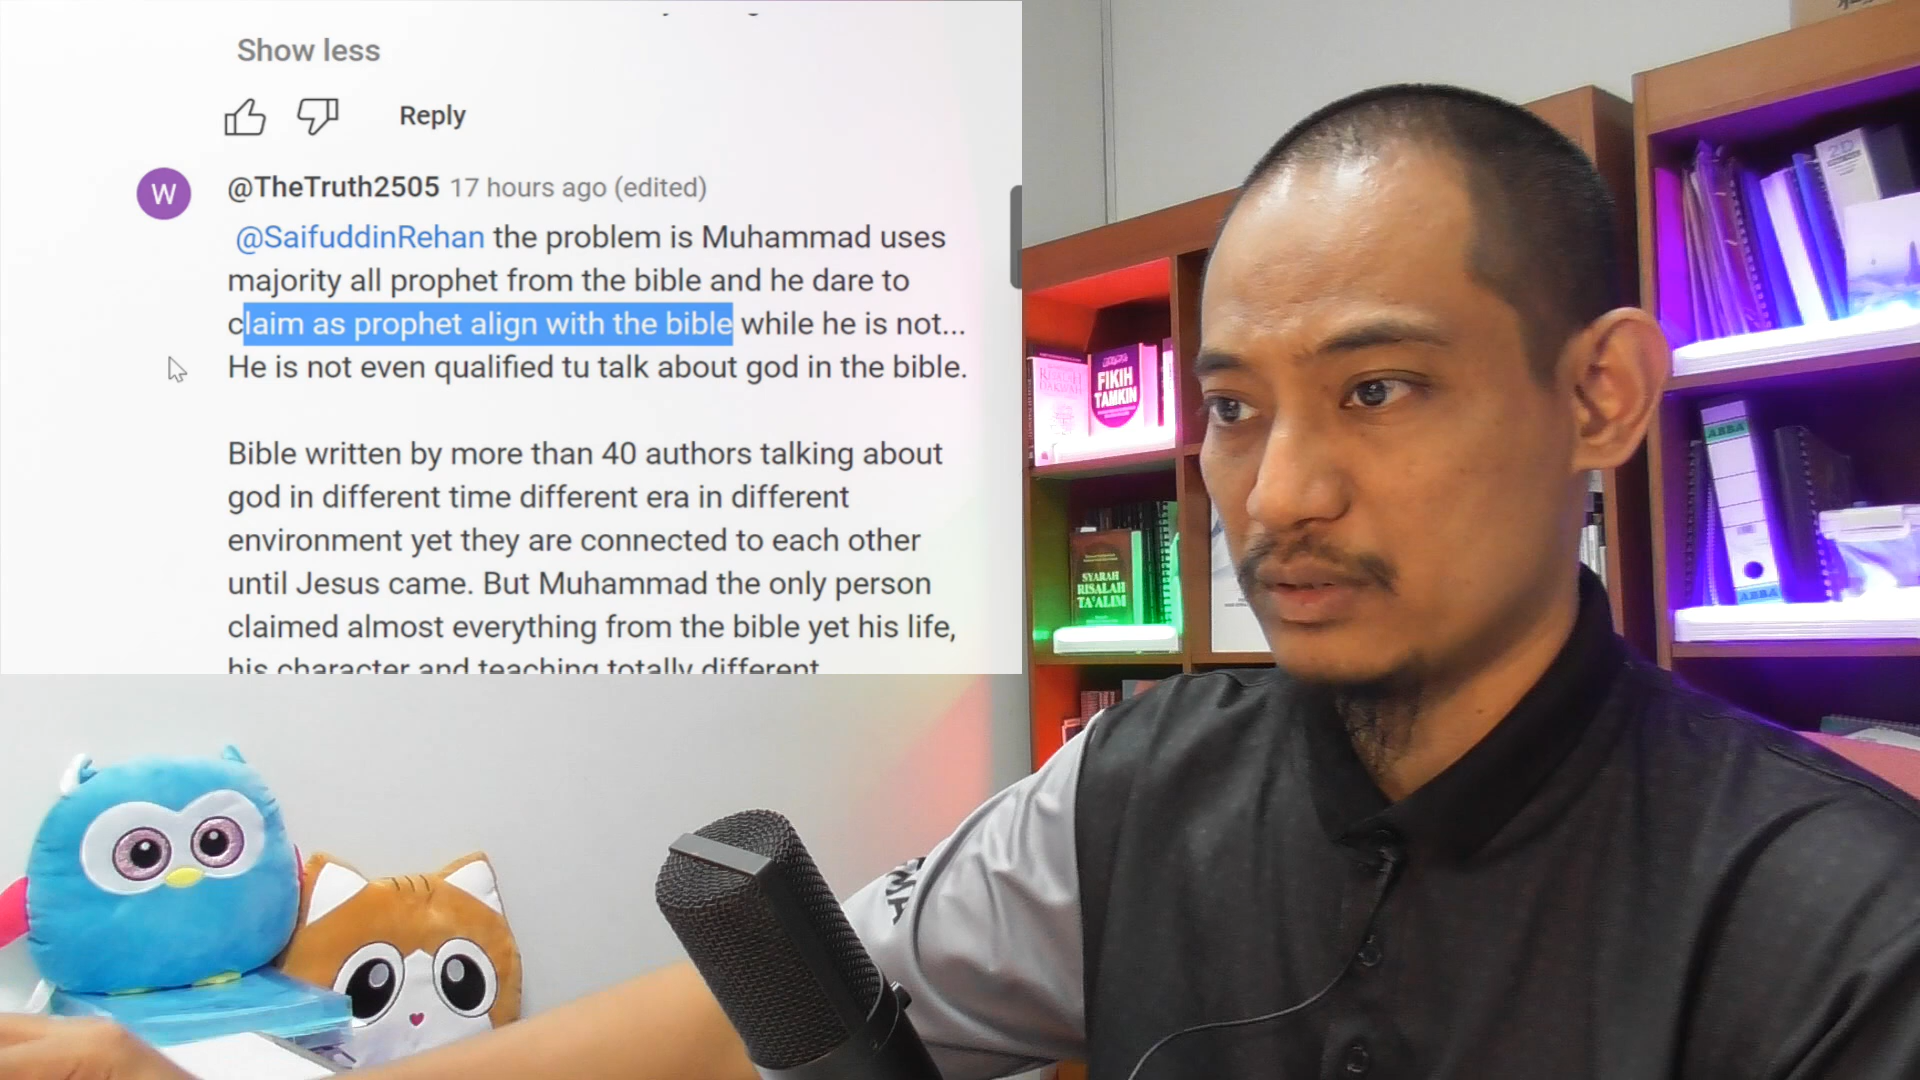 Show less
Reply
W
@TheTruth2505 17 hours ago (edited)
@SaifuddinRehan the problem is Muhammad uses
majority all prophet from the bible and he dare to
claim as prophet align with the bible while he is not...
He is not even qualified tu talk about god in the bible.
Bible written by more than 40 authors talking about
god in different time different era in different
environment yet they are connected to each other
until Jesus came. But Muhammad the only person
claimed almost everything from the bible yet his life,
his character and teaching totally different
RISALAH
DAKWAH
FIKIH
TAMKIN
SYARAH
RISALAH
TA'ALIM
2D
ABBA
ABBA